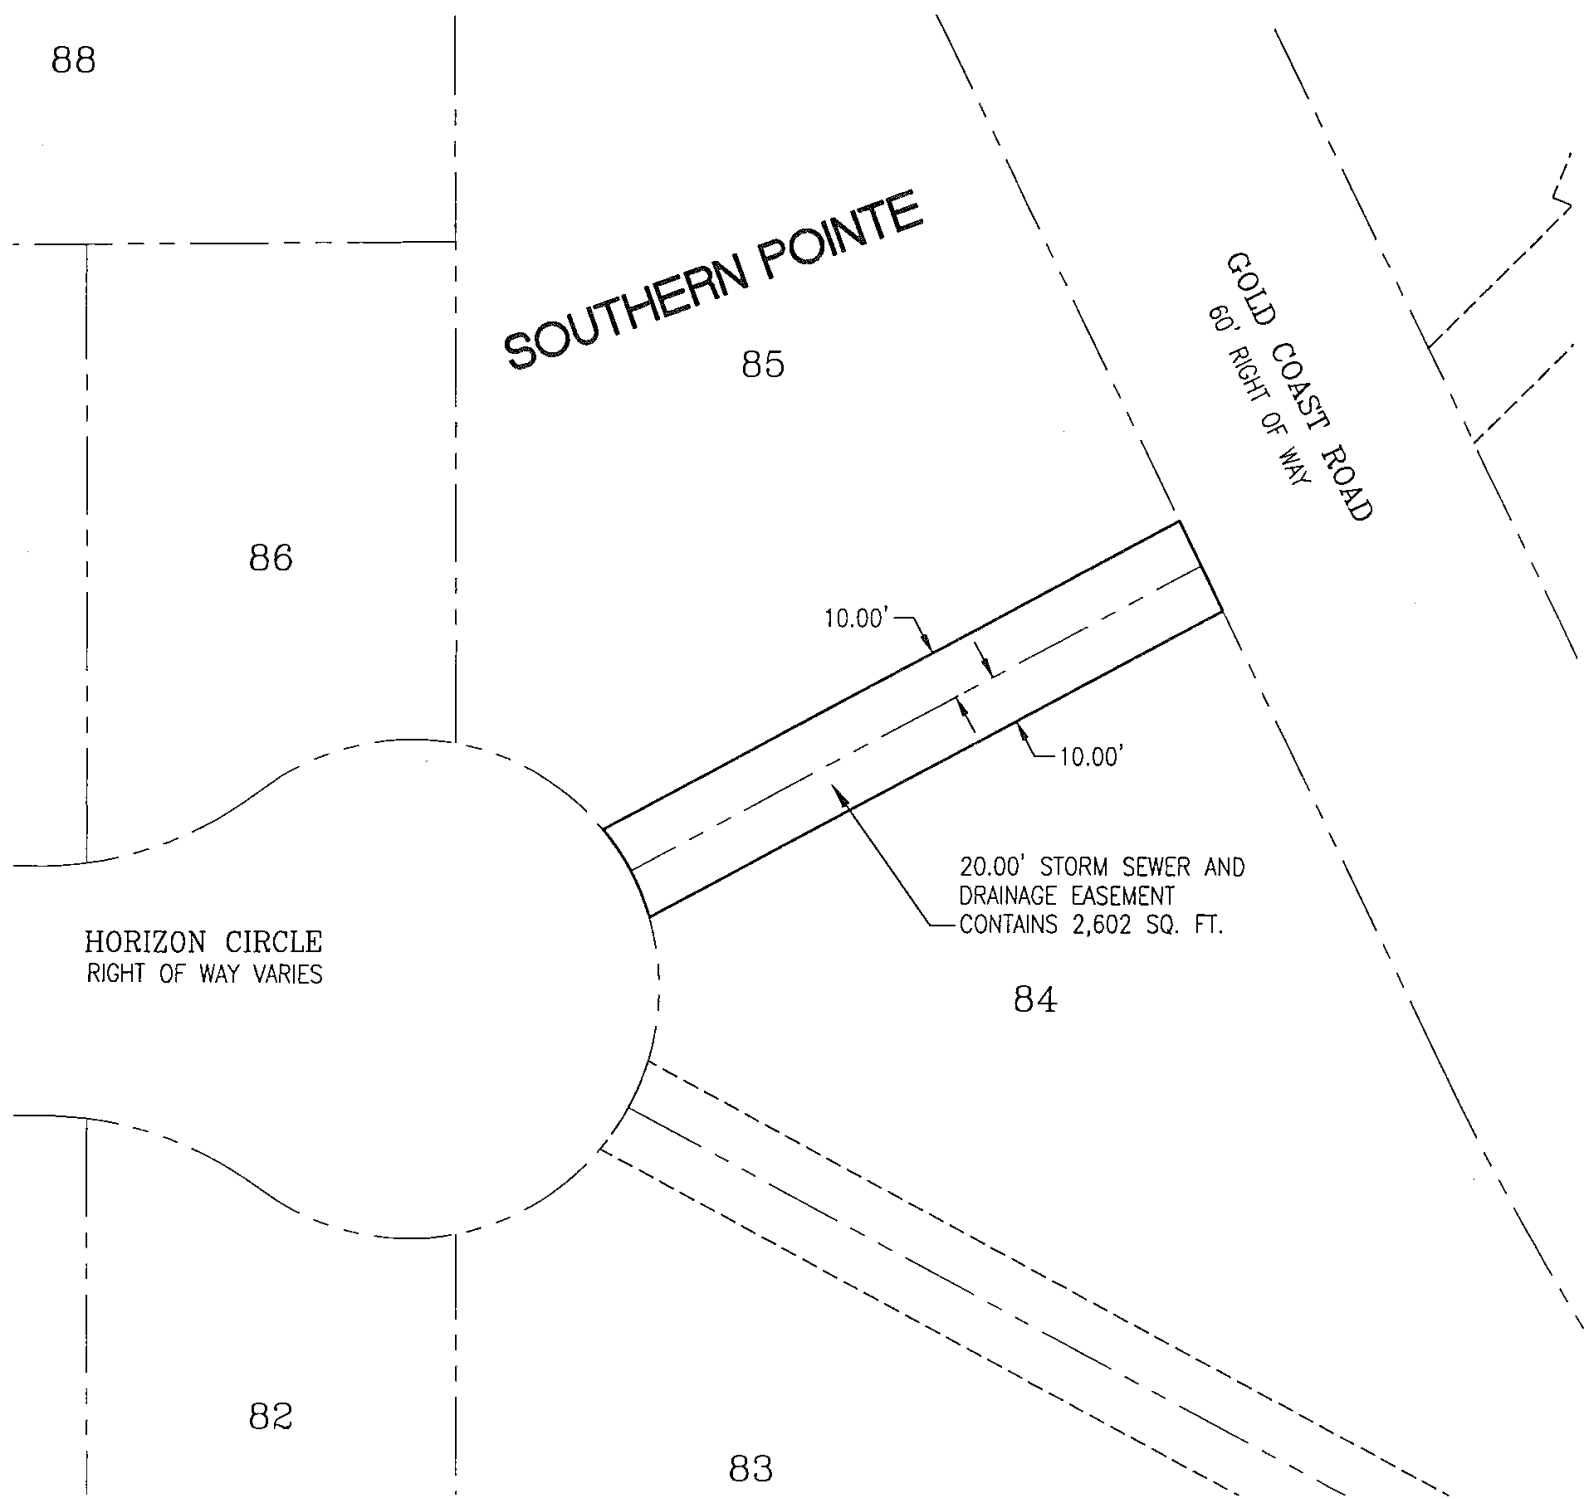 88
SOUTHERN POINTE
85
GOLD COAST ROAD
60' RIGHT OF WAY
86
10.00'
10.00'
20.00' STORM SEWER AND
DRAINAGE EASEMENT
CONTAINS 2,602 SQ. FT.
HORIZON CIRCLE
RIGHT OF WAY VARIES
84
82
83